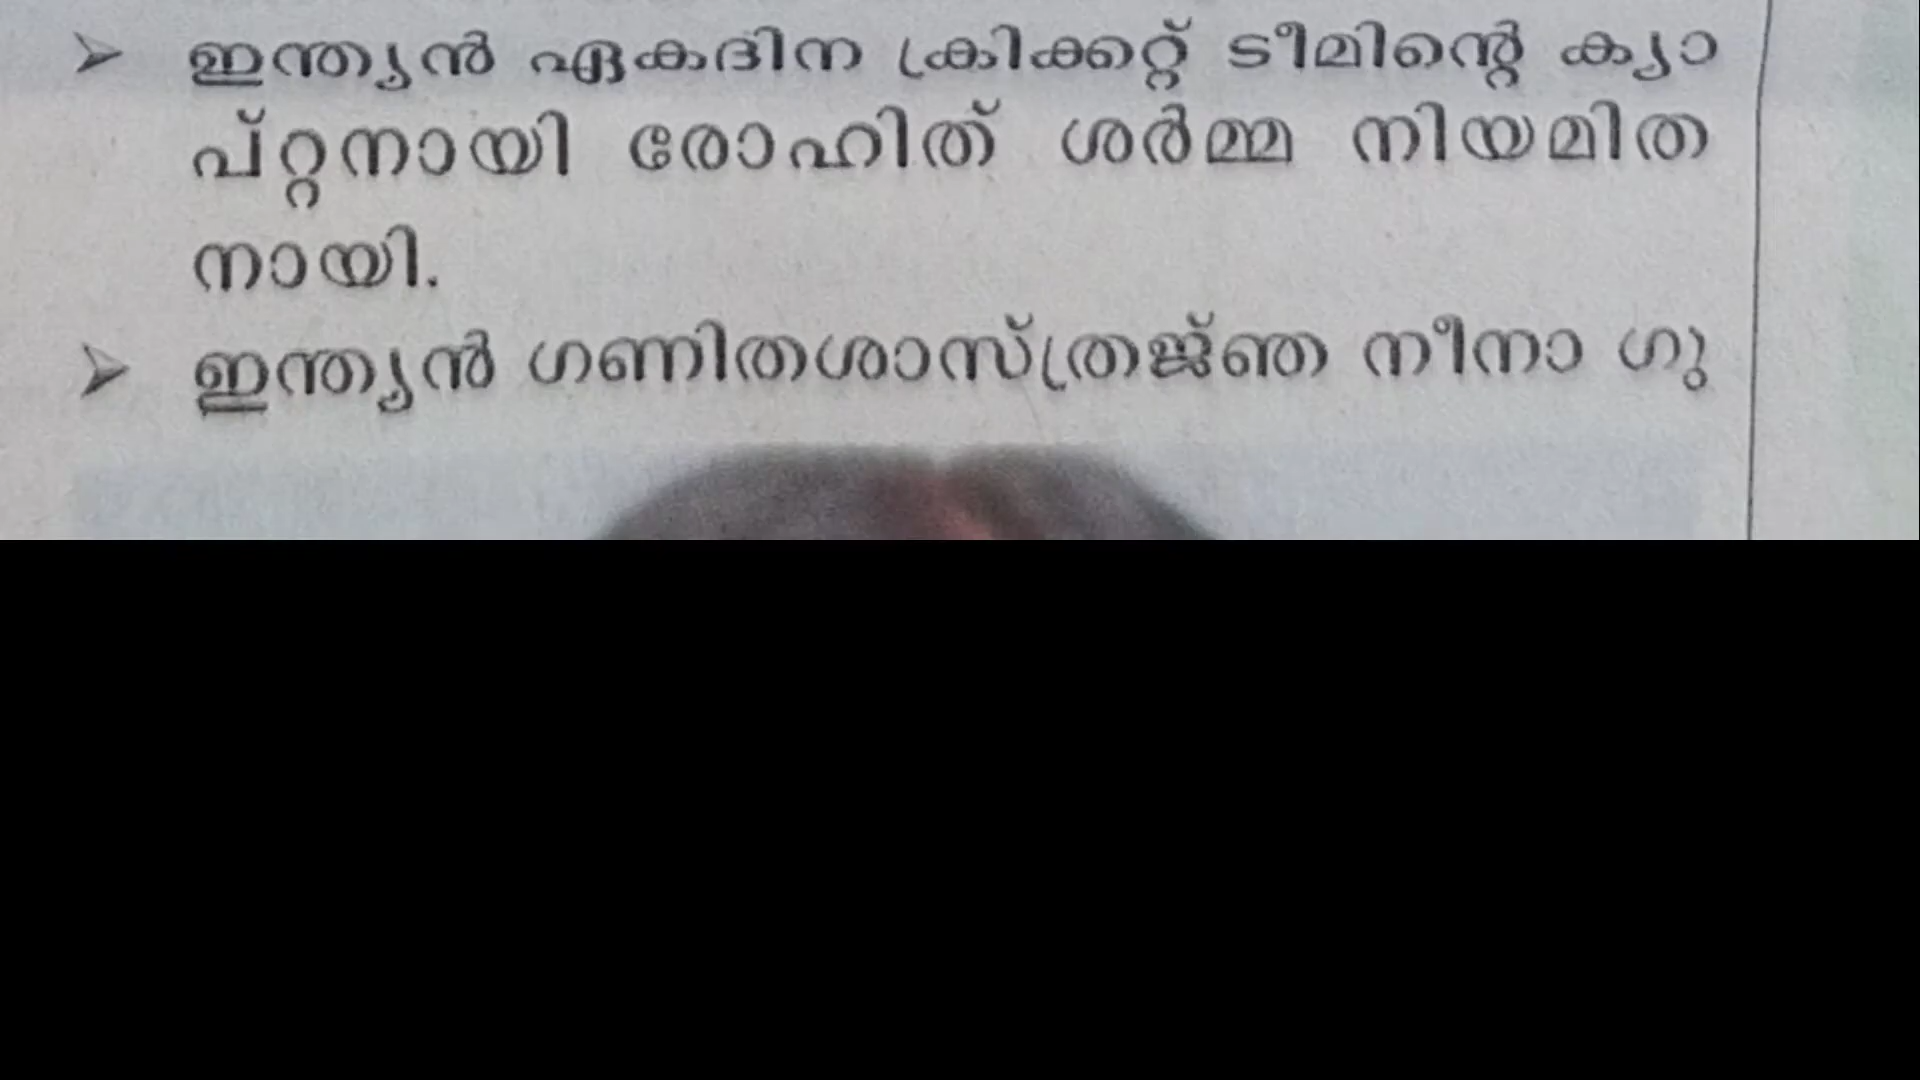 ➢ ഇന്ത്യൻ ഏകദിന ക്രിക്കറ്റ് ടീമിന്റെ ക്യാ
പ്റ്റനായി രോഹിത് ശർമ്മ നിയമിത
നായി.
➢ ഇന്ത്യൻ ഗണിതശാസ്ത്രജ്ഞ നീനാ ഗു